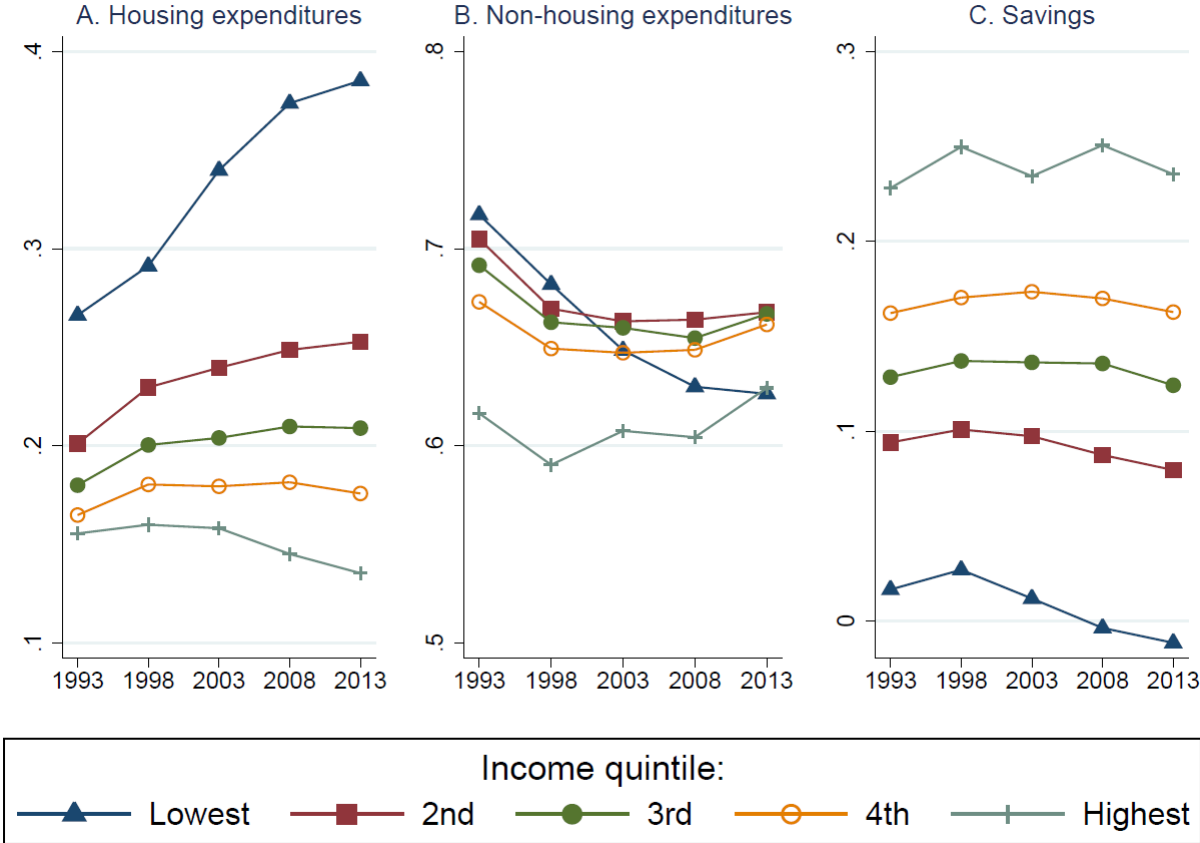 A. Housing expenditures
.4
.3
.2
.1
1993 1998 2003 2008 2013
B. Non-housing expenditures
.8
.7
.6
.5
1993 1998 2003 2008 2013
C. Savings
.3
.2
.1
0
1993 1998 2003 2008 2013
Income quintile:
Lowest 2nd 3rd 4th Highest